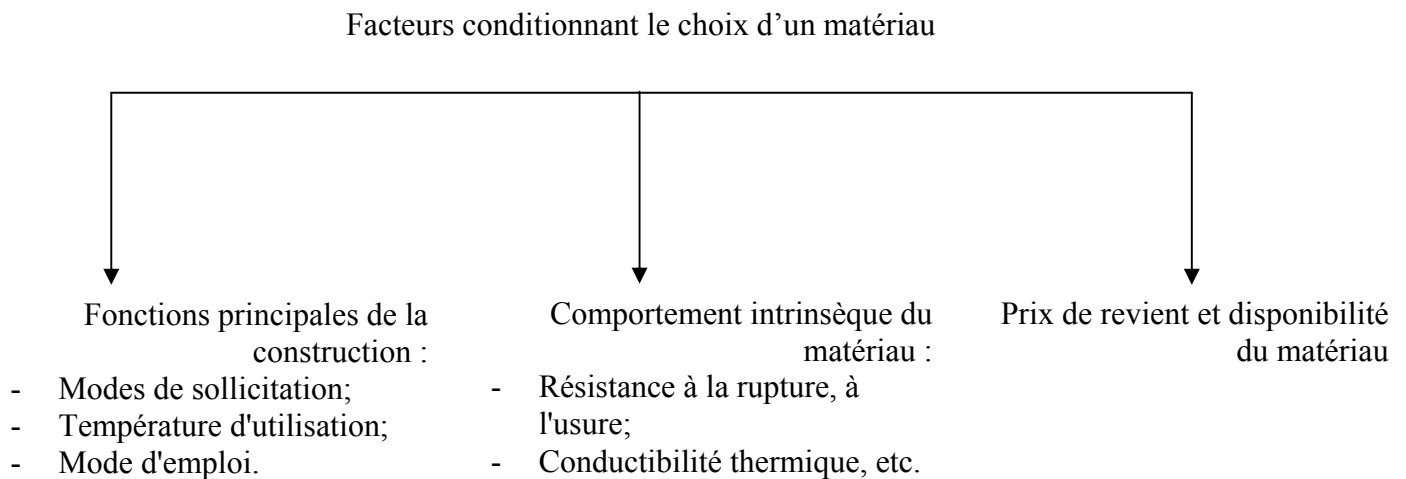 Facteurs conditionnant le choix d’un matériau
Fonctions principales de la
construction :
- Modes de sollicitation;
- Température d'utilisation;
- Mode d'emploi.
Comportement intrinsèque du
matériau :
- Résistance à la rupture, à
l'usure;
- Conductibilité thermique, etc.
Prix de revient et disponibilité
du matériau